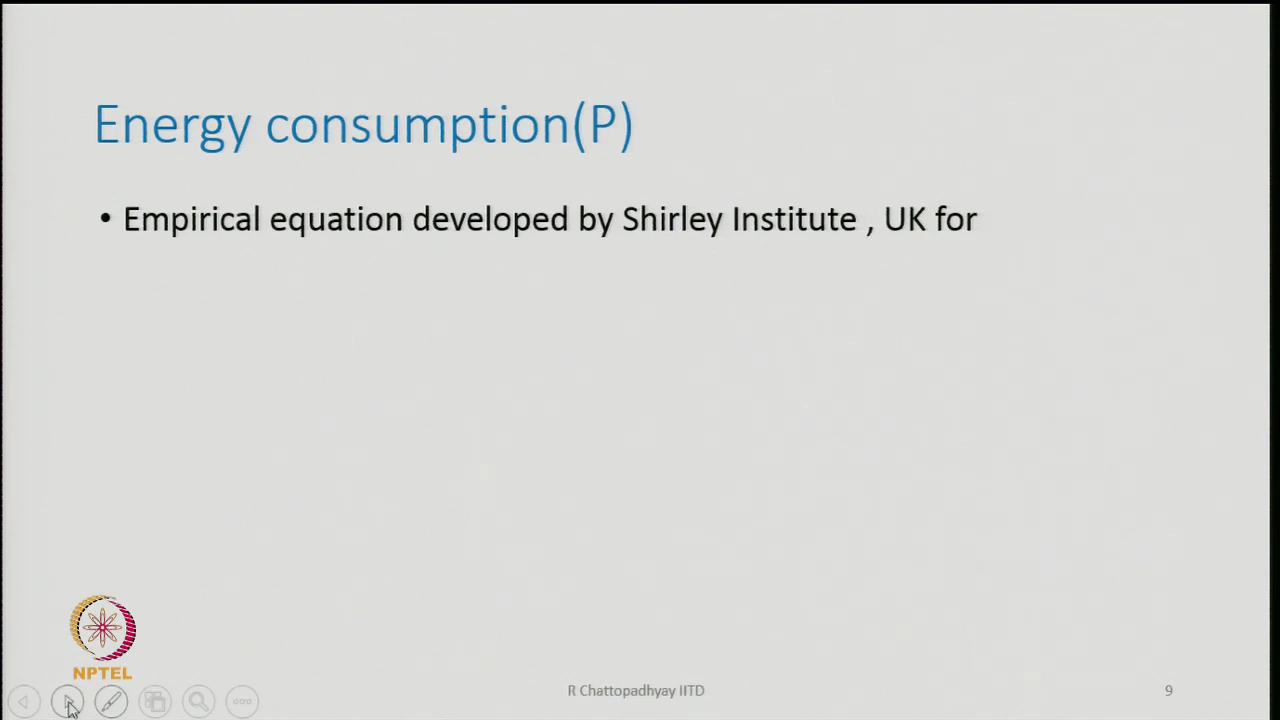 Energy consumption(P)
• Empirical equation developed by Shirley Institute , UK for
NPTEL
R Chattopadhyay IITD
9